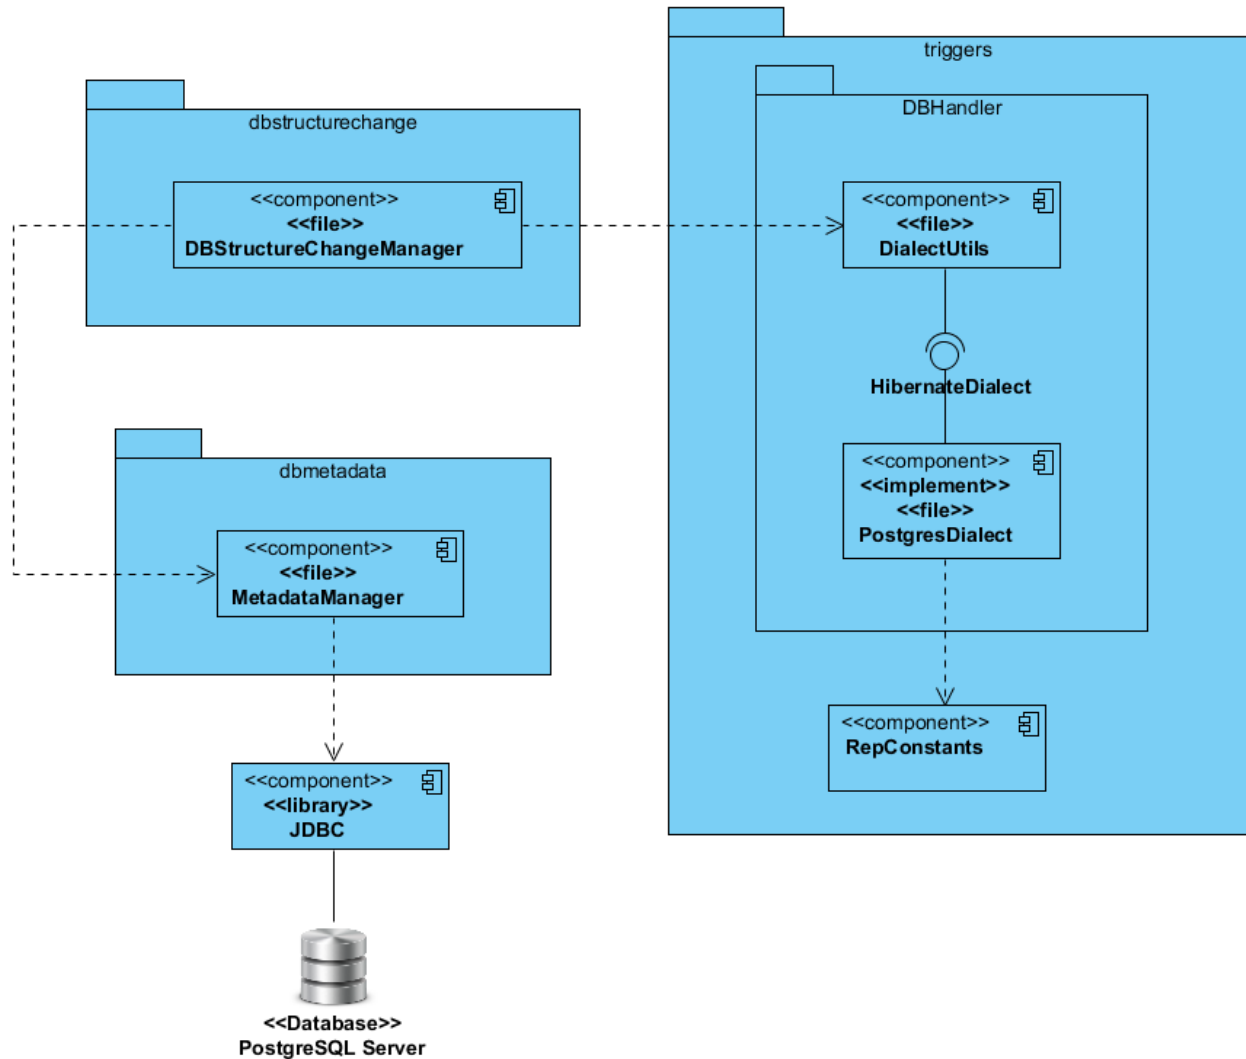 triggers
DBHandler
dbstructurechange
<<component>>
<<file>>
DBStructureChangeManager
<<component>>
<<file>>
DialectUtils
HibernateDialect
<<component>>
<<implement>>
<<file>>
PostgresDialect
dbmetadata
<<component>>
<<file>>
MetadataManager
<<component>>
RepConstants
<<component>>
<<library>>
JDBC
<<Database>>
PostgreSQL Server